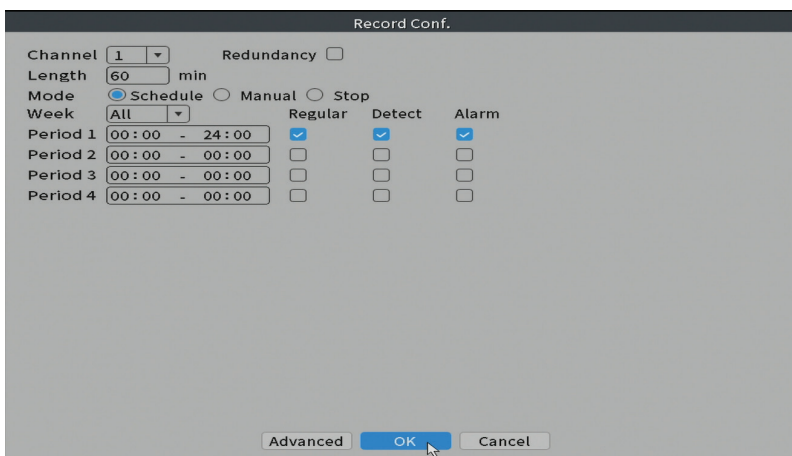 Record Conf.
Channel 1 Redundancy
Length 60 min
Mode Schedule Manual Stop
Week All Regular Detect Alarm
Period 1 00:00 - 24:00
Period 2 00:00 - 00:00
Period 3 00:00 - 00:00
Period 4 00:00 - 00:00
Advanced OK Cancel